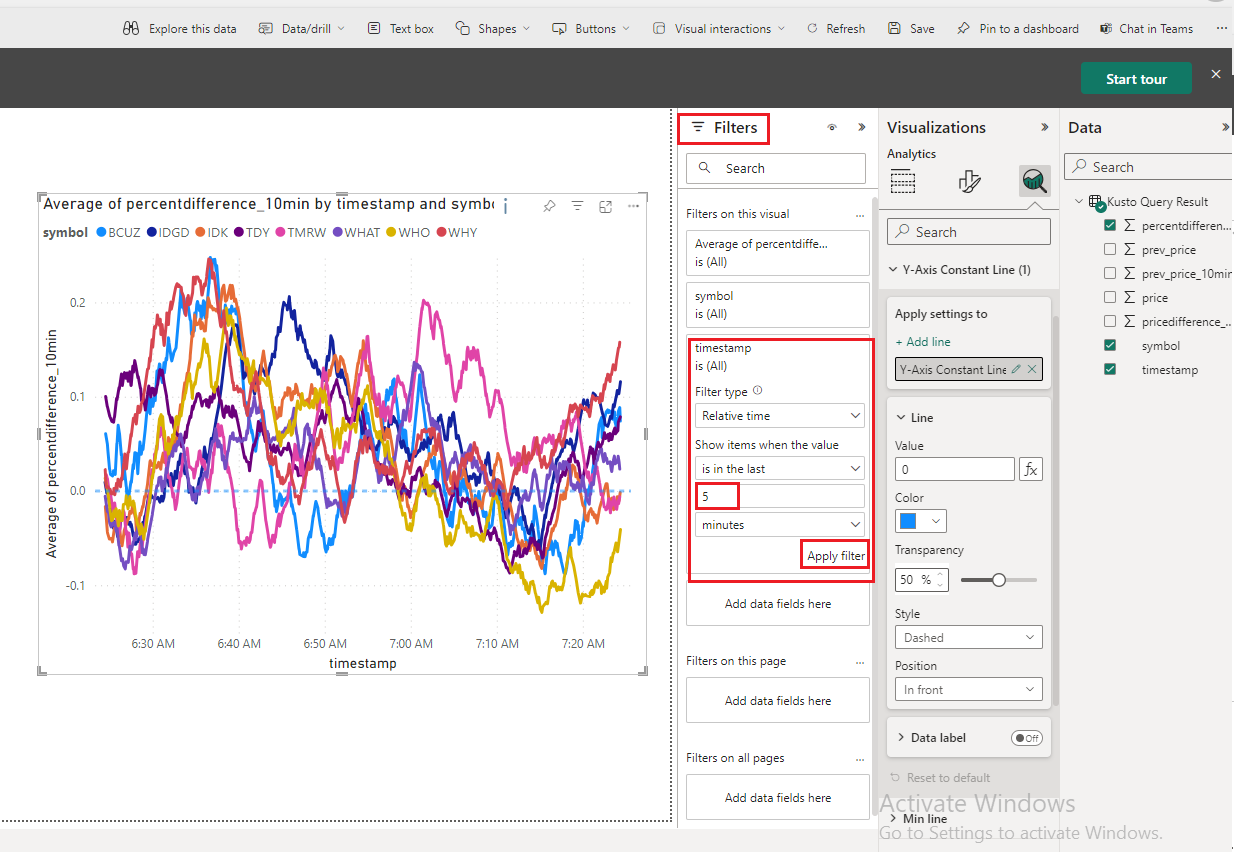 Explore this data Data/drill Text box Shapes Buttons Visual interactions Refresh Save Pin to a dashboard Chat in Teams ...
Start tour
Average of percentdifference_10min by timestamp and symbo
symbol BCUZ IDGD IDK TDY TMRW WHAT WHO WHY
Average of percentdifference_10min
0.2
0.1
0.0
-0.1
6:30 AM 6:40 AM 6:50 AM 7:00 AM 7:10 AM 7:20 AM
timestamp
Filters
Search
Filters on this visual ...
Average of percentdiffe...
is (All)
symbol
is (All)
timestamp
is (All)
Filter type
Relative time
Show items when the value
is in the last
5
minutes
Apply filter
Add data fields here
Filters on this page ...
Add data fields here
Filters on all pages ...
Add data fields here
Visualizations
Analytics
Search
Y-Axis Constant Line (1)
Apply settings to
+ Add line
Y-Axis Constant Line
Line
Value
0
fx
Color
Transparency
50 %
Style
Dashed
Position
In front
Data label Off
Reset to default
Min line
Data
Search
Kusto Query Result
percentdifferen...
prev_price
prev_price_10min
price
pricedifference_...
symbol
timestamp
Activate Windows
Go to Settings to activate Windows.